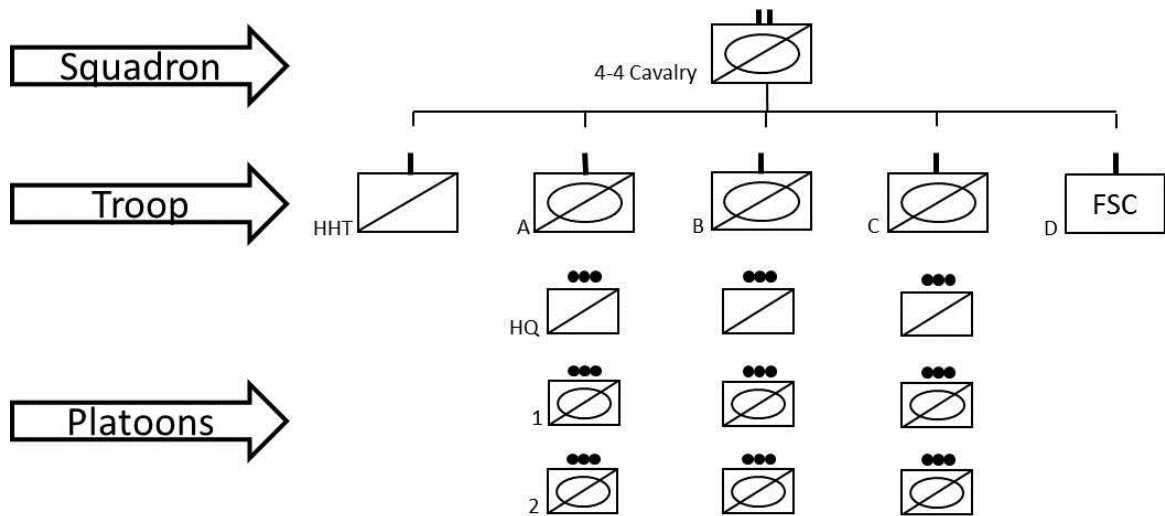 Squadron
4-4 Cavalry
Troop
HHT
A
B
C
D
FSC
HQ
Platoons
1
2